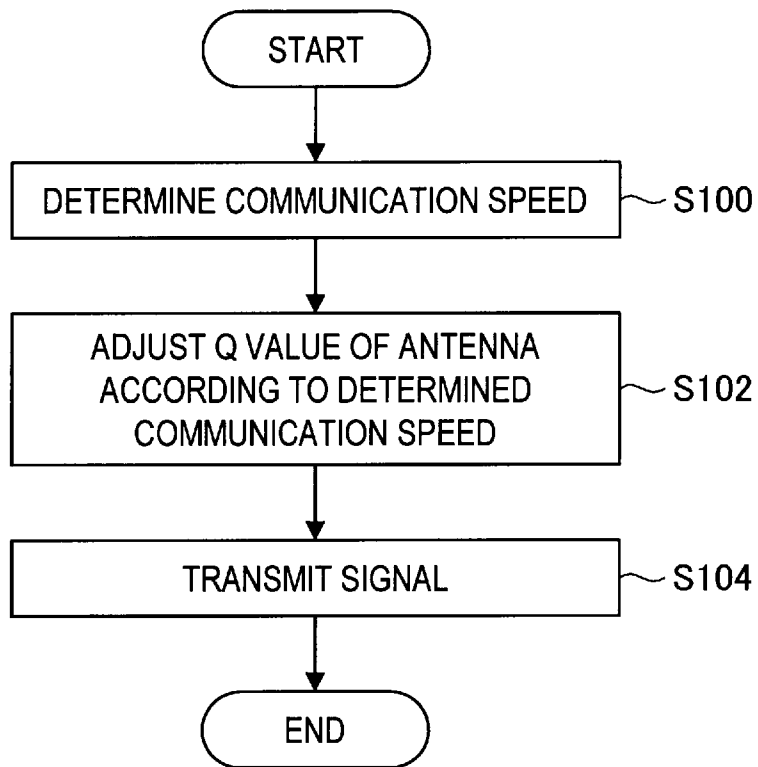 START
DETERMINE COMMUNICATION SPEED
S100
ADJUST Q VALUE OF ANTENNA
ACCORDING TO DETERMINED
COMMUNICATION SPEED
S102
TRANSMIT SIGNAL
S104
END